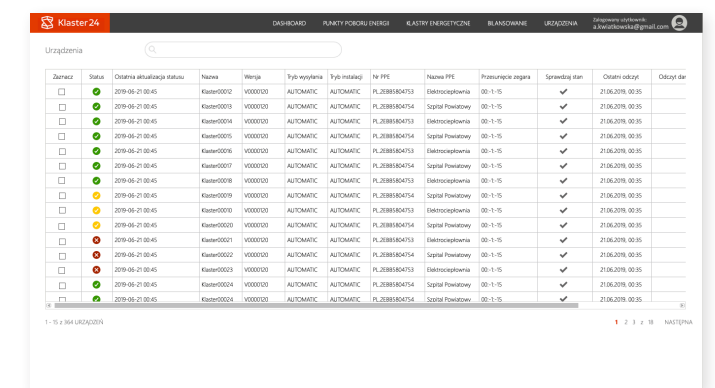 Klaster24
DASHBOARD PUNKTY POBORU ENERGII KLASTRY ENERGETYCZNE BILANSOWANIE URZĄDZENIA
Zalogowany użytkownik:
a.kwiatkowska@gmail.com
Urządzenia
Zaznacz Status Ostatnia aktualizacja statusu Nazwa Wersja Tryb wysyłania Tryb instalacji Nr PPE Nazwa PPE Przesunięcie zegara Sprawdzaj stan Ostatni odczyt Odczyt dan
2019-06-21 00:45 Klaster00012 V0000120 AUTOMATIC AUTOMATIC PL.ZEBB5804753 Elektrociepłownia 00:-1:-15 21.06.2019, 00:35
2019-06-21 00:45 Klaster00013 V0000120 AUTOMATIC AUTOMATIC PL.ZEBB5804754 Szpital Powiatowy 00:-1:-15 21.06.2019, 00:35
2019-06-21 00:45 Klaster00014 V0000120 AUTOMATIC AUTOMATIC PL.ZEBB5804753 Elektrociepłownia 00:-1:-15 21.06.2019, 00:35
2019-06-21 00:45 Klaster00015 V0000120 AUTOMATIC AUTOMATIC PL.ZEBB5804754 Szpital Powiatowy 00:-1:-15 21.06.2019, 00:35
2019-06-21 00:45 Klaster00016 V0000120 AUTOMATIC AUTOMATIC PL.ZEBB5804753 Elektrociepłownia 00:-1:-15 21.06.2019, 00:35
2019-06-21 00:45 Klaster00017 V0000120 AUTOMATIC AUTOMATIC PL.ZEBB5804754 Szpital Powiatowy 00:-1:-15 21.06.2019, 00:35
2019-06-21 00:45 Klaster00018 V0000120 AUTOMATIC AUTOMATIC PL.ZEBB5804753 Elektrociepłownia 00:-1:-15 21.06.2019, 00:35
2019-06-21 00:45 Klaster00019 V0000120 AUTOMATIC AUTOMATIC PL.ZEBB5804754 Szpital Powiatowy 00:-1:-15 21.06.2019, 00:35
2019-06-21 00:45 Klaster00010 V0000120 AUTOMATIC AUTOMATIC PL.ZEBB5804753 Elektrociepłownia 00:-1:-15 21.06.2019, 00:35
2019-06-21 00:45 Klaster00020 V0000120 AUTOMATIC AUTOMATIC PL.ZEBB5804754 Szpital Powiatowy 00:-1:-15 21.06.2019, 00:35
2019-06-21 00:45 Klaster00021 V0000120 AUTOMATIC AUTOMATIC PL.ZEBB5804753 Elektrociepłownia 00:-1:-15 21.06.2019, 00:35
2019-06-21 00:45 Klaster00022 V0000120 AUTOMATIC AUTOMATIC PL.ZEBB5804754 Szpital Powiatowy 00:-1:-15 21.06.2019, 00:35
2019-06-21 00:45 Klaster00023 V0000120 AUTOMATIC AUTOMATIC PL.ZEBB5804753 Elektrociepłownia 00:-1:-15 21.06.2019, 00:35
2019-06-21 00:45 Klaster00024 V0000120 AUTOMATIC AUTOMATIC PL.ZEBB5804754 Szpital Powiatowy 00:-1:-15 21.06.2019, 00:35
2019-06-21 00:45 Klaster00024 V0000120 AUTOMATIC AUTOMATIC PL.ZEBB5804754 Szpital Powiatowy 00:-1:-15 21.06.2019, 00:35
1 - 15 z 364 URZĄDZEŃ 1 2 3 z 18 NASTĘPNA